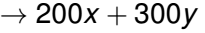 → 200x + 300y